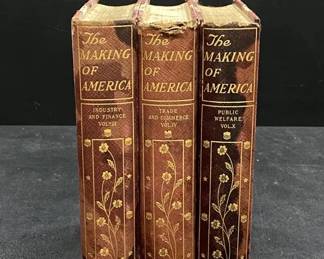 The
MAKING
OF
AMERICA
INDUSTRY
AND FINANCE
VOL.III
The
MAKING
OF
AMERICA
TRADE
AND COMMERCE
VOL.IV
The
MAKING
OF
AMERICA
PUBLIC
WELFARE
VOL.X